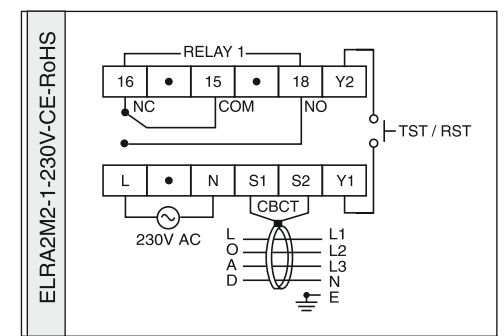 ELRA2M2-1-230V-CE-RoHS
RELAY 1
16 • 15 • 18 Y2
NC COM NO
TST / RST
L • N S1 S2 Y1
CBCT
230V AC
L L1
O L2
A L3
D N
E